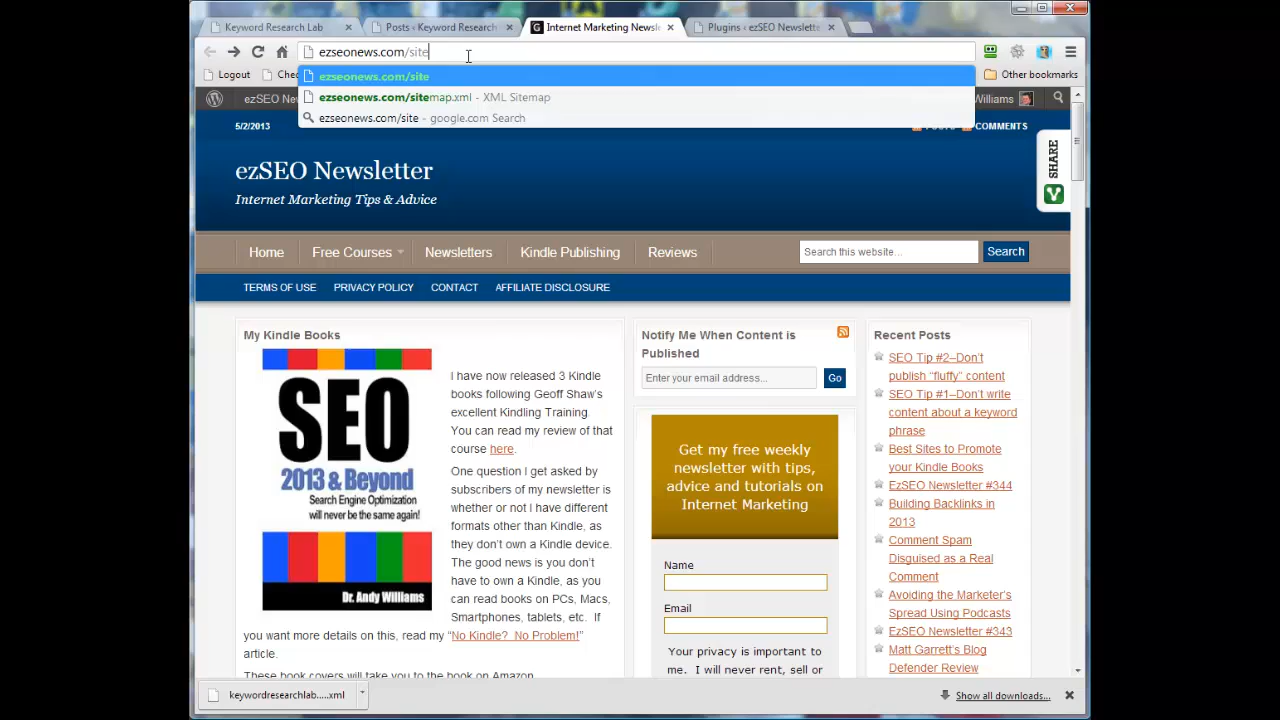 Keyword Research Lab
Posts ‹ Keyword Research
Internet Marketing Newsle
Plugins ‹ ezSEO Newslette
ezseonews.com/site
Logout
Chec
ezseonews.com/site
ezseonews.com/sitemap.xml - XML Sitemap
ezseonews.com/site - google.com Search
Other bookmarks
ezSEO Nev
Williams
5/2/2013
COMMENTS
ezSEO Newsletter
Internet Marketing Tips & Advice
SHARE
Home
Free Courses
Newsletters
Kindle Publishing
Reviews
Search this website...
Search
TERMS OF USE
PRIVACY POLICY
CONTACT
AFFILIATE DISCLOSURE
My Kindle Books
SEO
2013 & Beyond
Search Engine Optimization
will never be the same again!
Dr. Andy Williams
I have now released 3 Kindle
books following Geoff Shaw's
excellent Kindling Training.
You can read my review of that
course here.
One question I get asked by
subscribers of my newsletter is
whether or not I have different
formats other than Kindle, as
they don't own a Kindle device.
The good news is you don't
have to own a Kindle, as you
can read books on PCs, Macs,
Smartphones, tablets, etc. If
you want more details on this, read my "No Kindle? No Problem!"
article.
These book covers will take you to the book on Amazon.
Notify Me When Content is
Published
Enter your email address...
Go
Get my free weekly
newsletter with tips,
advice and tutorials on
Internet Marketing
Name
Email
Your privacy is important to
me. I will never rent, sell or
Recent Posts
SEO Tip #2–Don't
publish "fluffy" content
SEO Tip #1–Don't write
content about a keyword
phrase
Best Sites to Promote
your Kindle Books
EzSEO Newsletter #344
Building Backlinks in
2013
Comment Spam
Disguised as a Real
Comment
Avoiding the Marketer's
Spread Using Podcasts
EzSEO Newsletter #343
Matt Garrett's Blog
Defender Review
keywordresearchlab.....xml
Show all downloads...